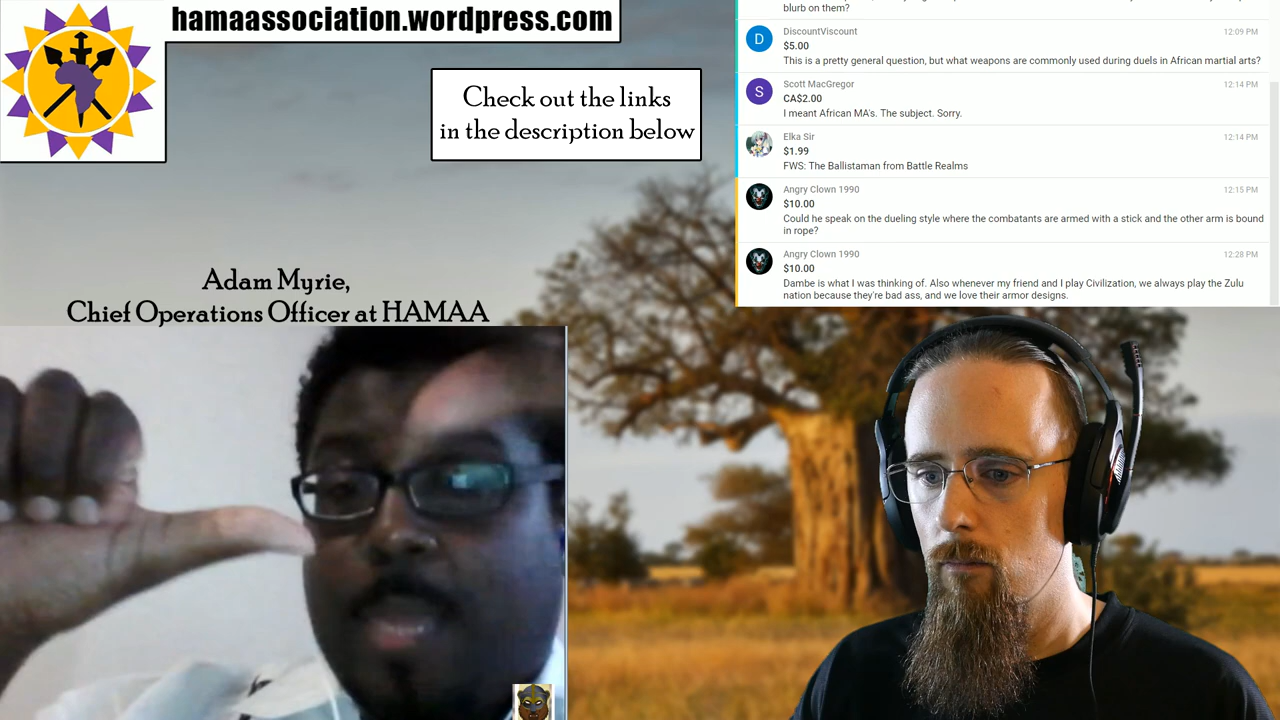 hamaassociation.wordpress.com
Check out the links
in the description below
Adam Myrie,
Chief Operations Officer at HAMAA
blurb on them?
DiscountViscount
12:09 PM
$5.00
This is a pretty general question, but what weapons are commonly used during duels in African martial arts?
Scott MacGregor
12:14 PM
CA$2.00
I meant African MA's. The subject. Sorry.
Elka Sir
12:14 PM
$1.99
FWS: The Ballistaman from Battle Realms
Angry Clown 1990
12:15 PM
$10.00
Could he speak on the dueling style where the combatants are armed with a stick and the other arm is bound
in rope?
Angry Clown 1990
12:28 PM
$10.00
Dambe is what I was thinking of. Also whenever my friend and I play Civilization, we always play the Zulu
nation because they're bad ass, and we love their armor designs.
D
S